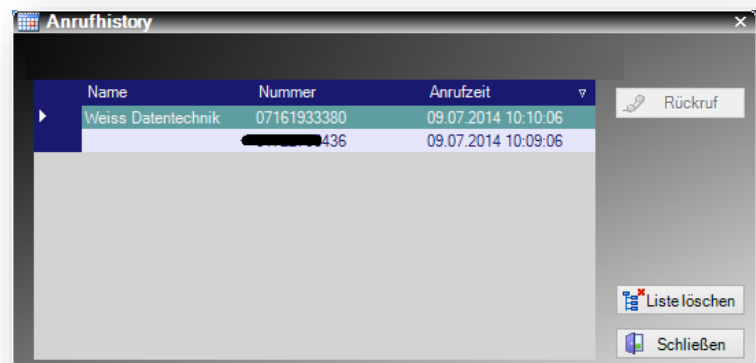 Anrufhistory
Name Nummer Anrufzeit
Weiss Datentechnik 07161933380 09.07.2014 10:10:06
436 09.07.2014 10:09:06
Rückruf
Liste löschen
Schließen